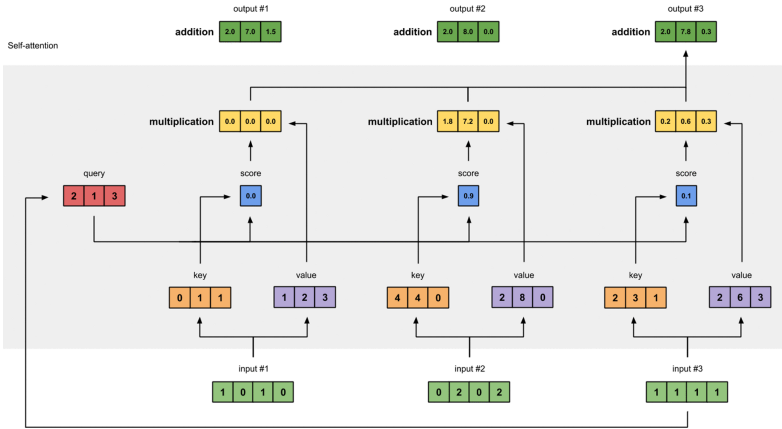 output #1 output #2 output #3
addition 2.0 7.0 1.5 addition 2.0 8.0 0.0 addition 2.0 7.8 0.3
Self-attention
multiplication 0.0 0.0 0.0 multiplication 1.8 7.2 0.0 multiplication 0.2 0.6 0.3
query score score score
2 1 3 0.0 0.9 0.1
key value key value key value
0 1 1 1 2 3 4 4 0 2 8 0 2 3 1 2 6 3
input #1 input #2 input #3
1 0 1 0 0 2 0 2 1 1 1 1